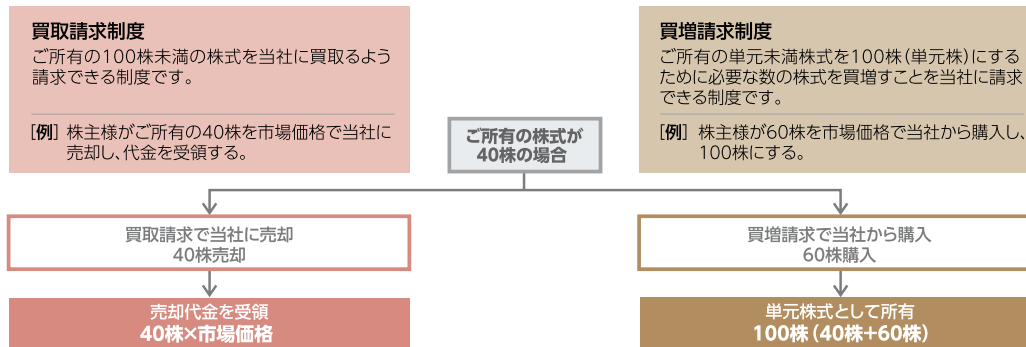 買取請求制度
ご所有の100株未満の株式を当社に買取るよう
請求できる制度です。
[例] 株主様がご所有の40株を市場価格で当社に
売却し、代金を受領する。
買増請求制度
ご所有の単元未満株式を100株(単元株)にする
ために必要な数の株式を買増すことを当社に請求
できる制度です。
[例] 株主様が60株を市場価格で当社から購入し、
100株にする。
ご所有の株式が
40株の場合
買取請求で当社に売却
40株売却
売却代金を受領
40株×市場価格
買増請求で当社から購入
60株購入
単元株式として所有
100株(40株+60株)